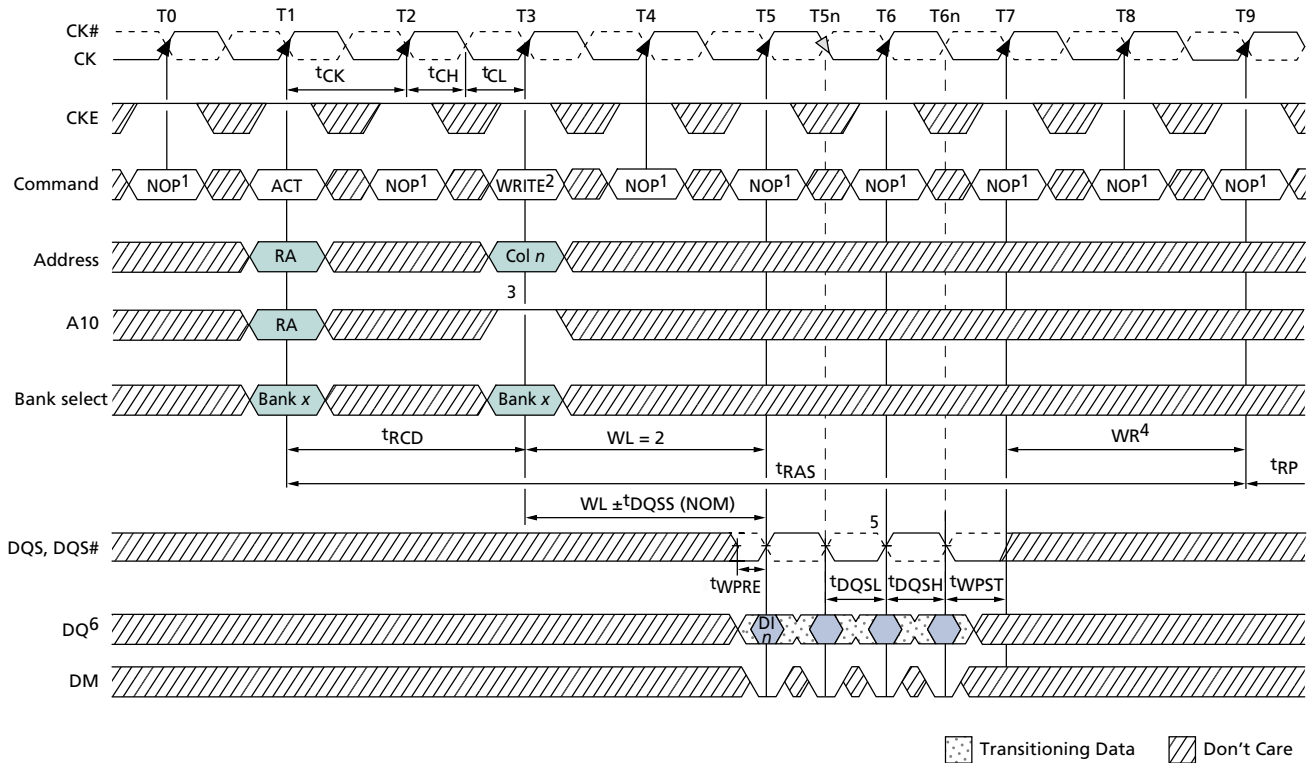 T0 T1 T2 T3 T4 T5 T5n T6 T6n T7 T8 T9
CK#
CK
tCK tCH tCL
CKE
Command NOP1 ACT NOP1 WRITE2 NOP1 NOP1 NOP1 NOP1 NOP1 NOP1
Address RA Col n
3
A10 RA
Bank select Bank x Bank x
tRCD WL = 2 WR4
tRAS tRP
WL ±tDQSS (NOM)
5
DQS, DQS#
tWPRE tDQSL tDQSH tWPST
DQ6 DI
n
DM
Transitioning Data Don't Care